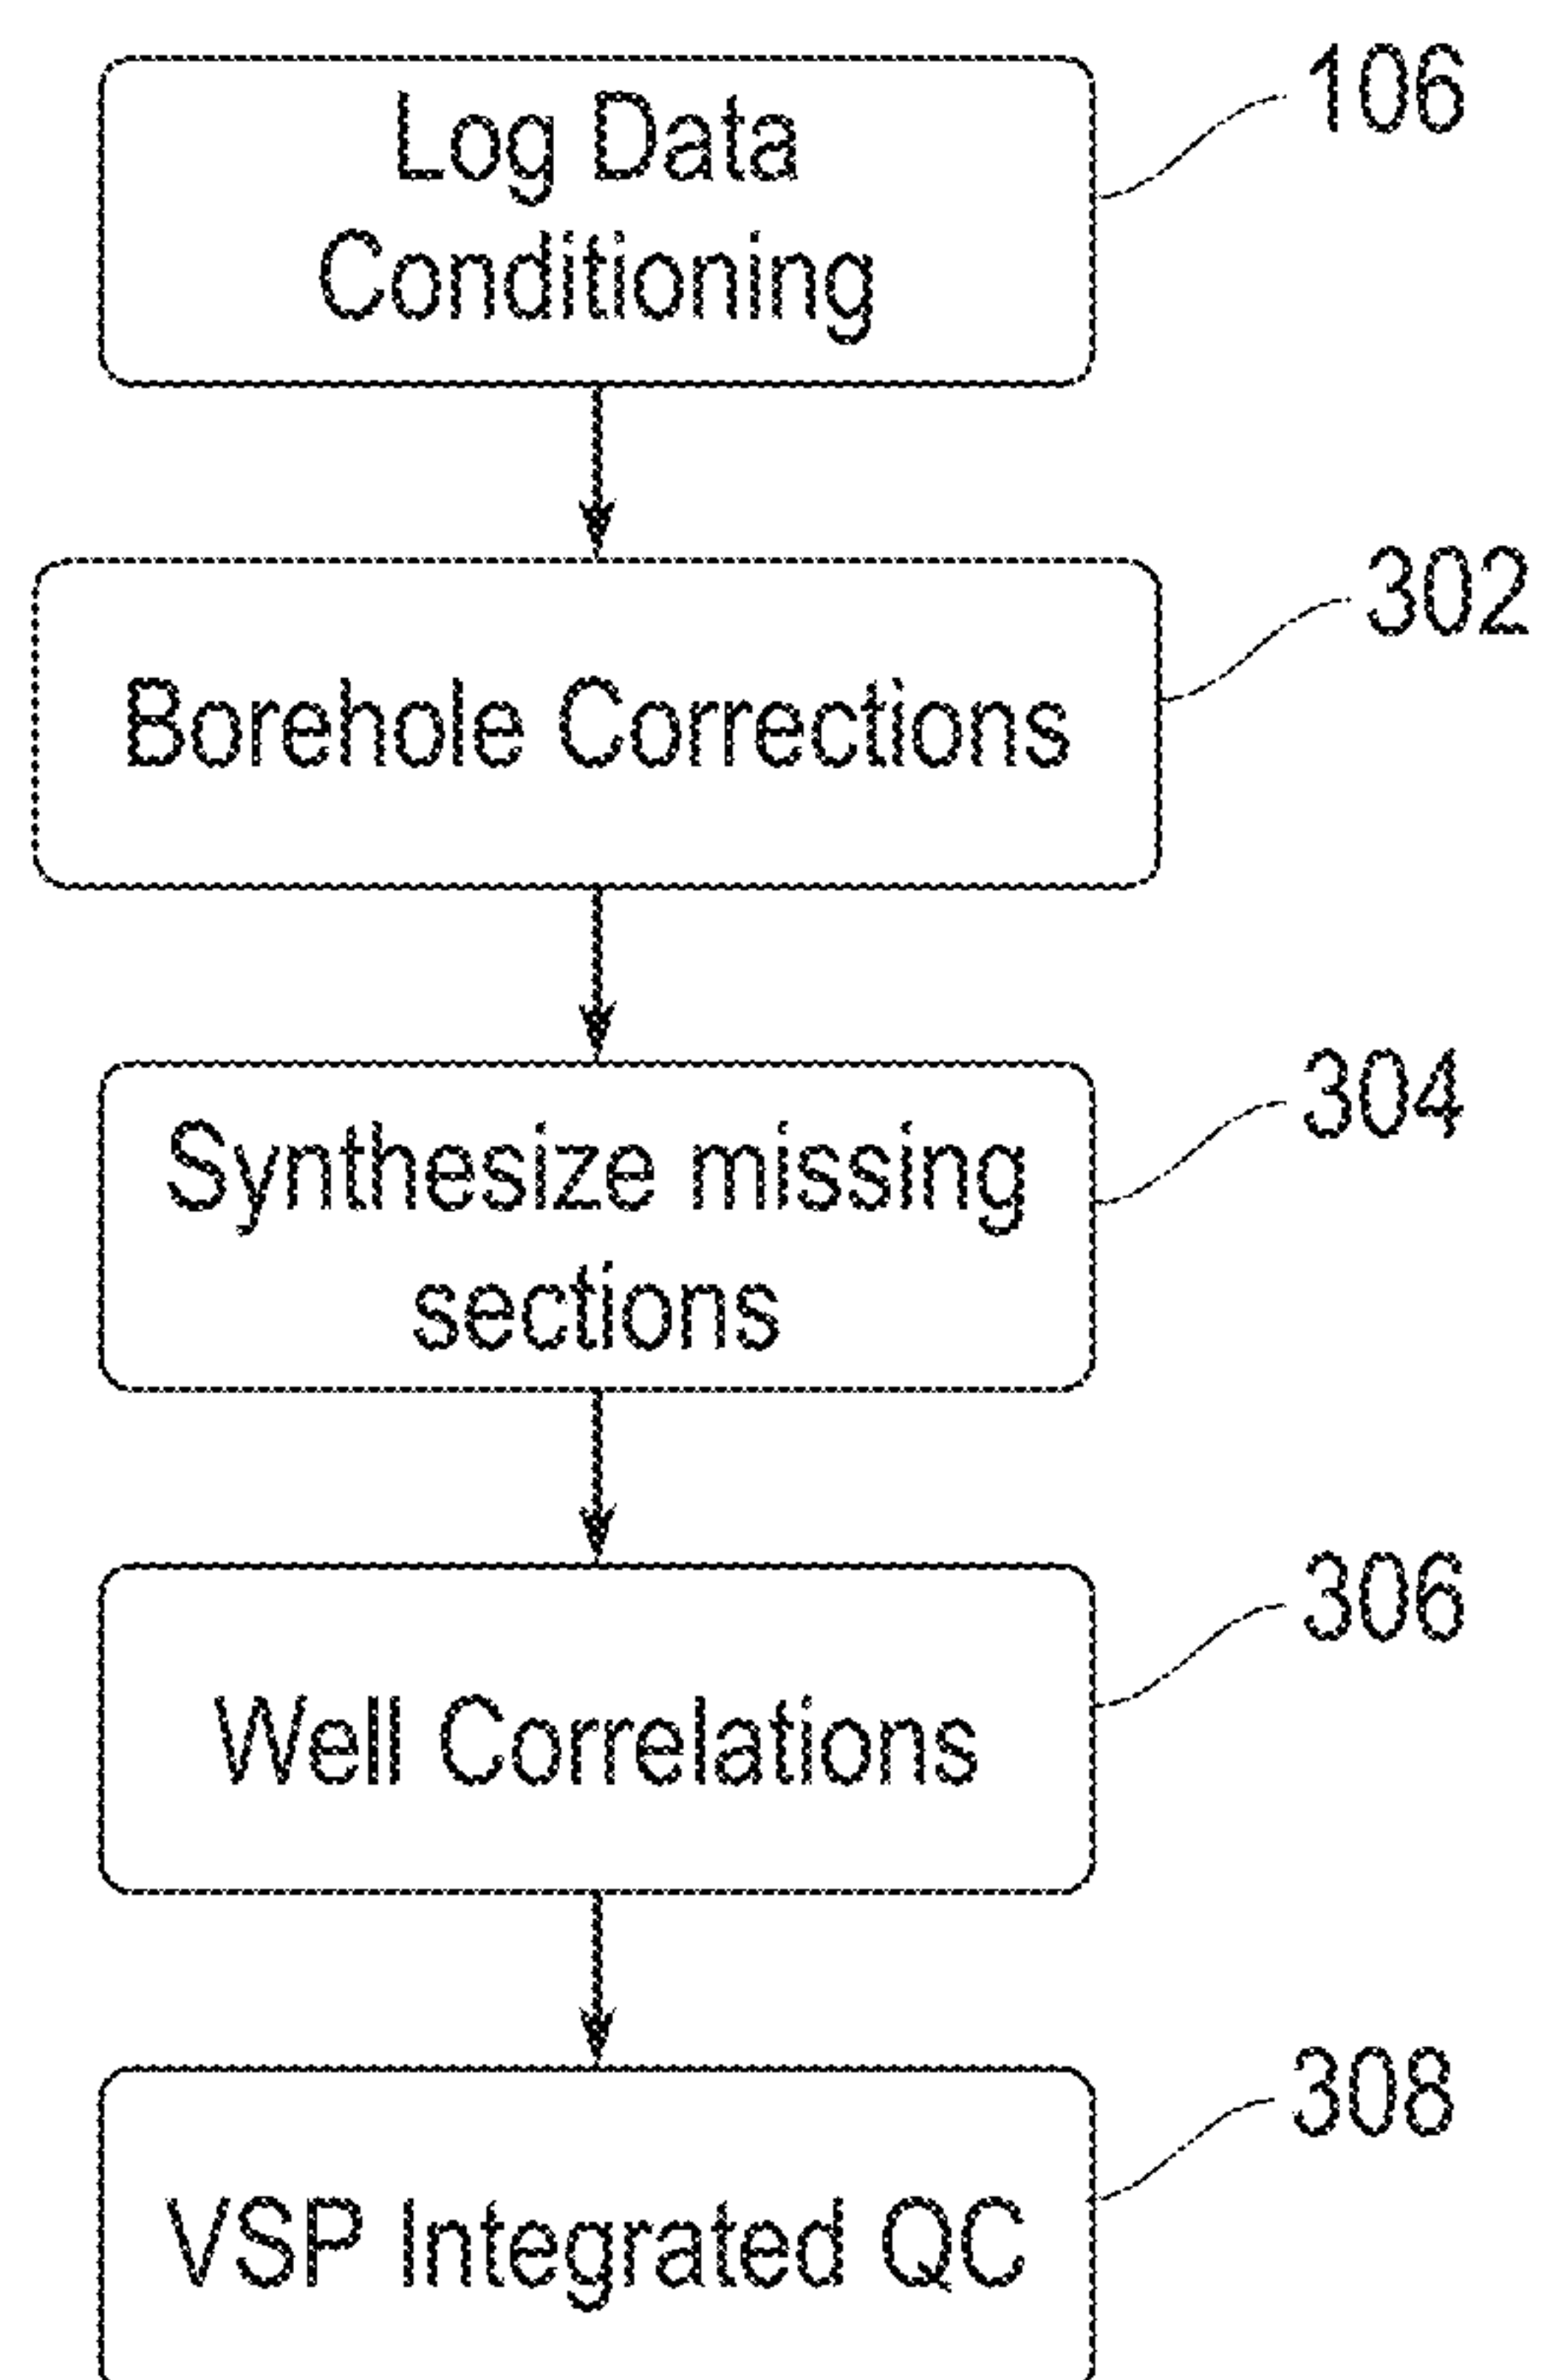 Log Data
Conditioning
106
Borehole Corrections
302
Synthesize missing
sections
304
Well Correlations
306
VSP Integrated QC
308